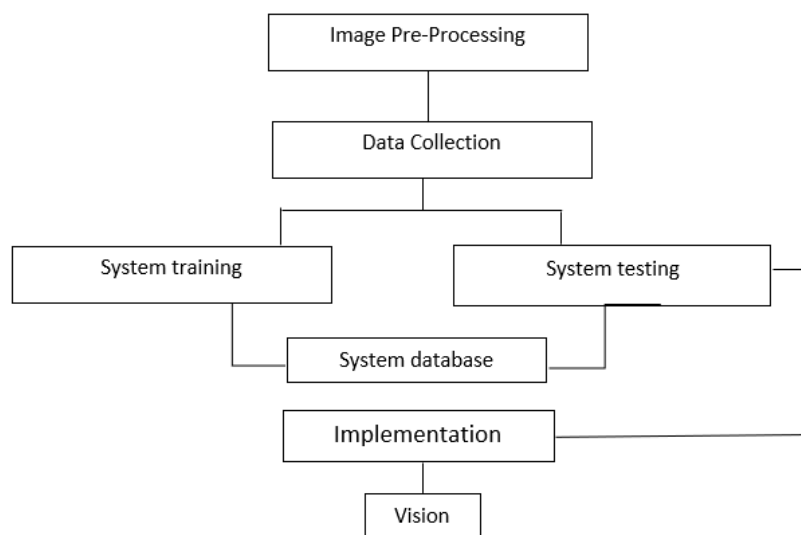 Image Pre-Processing
Data Collection
System training
System testing
System database
Implementation
Vision